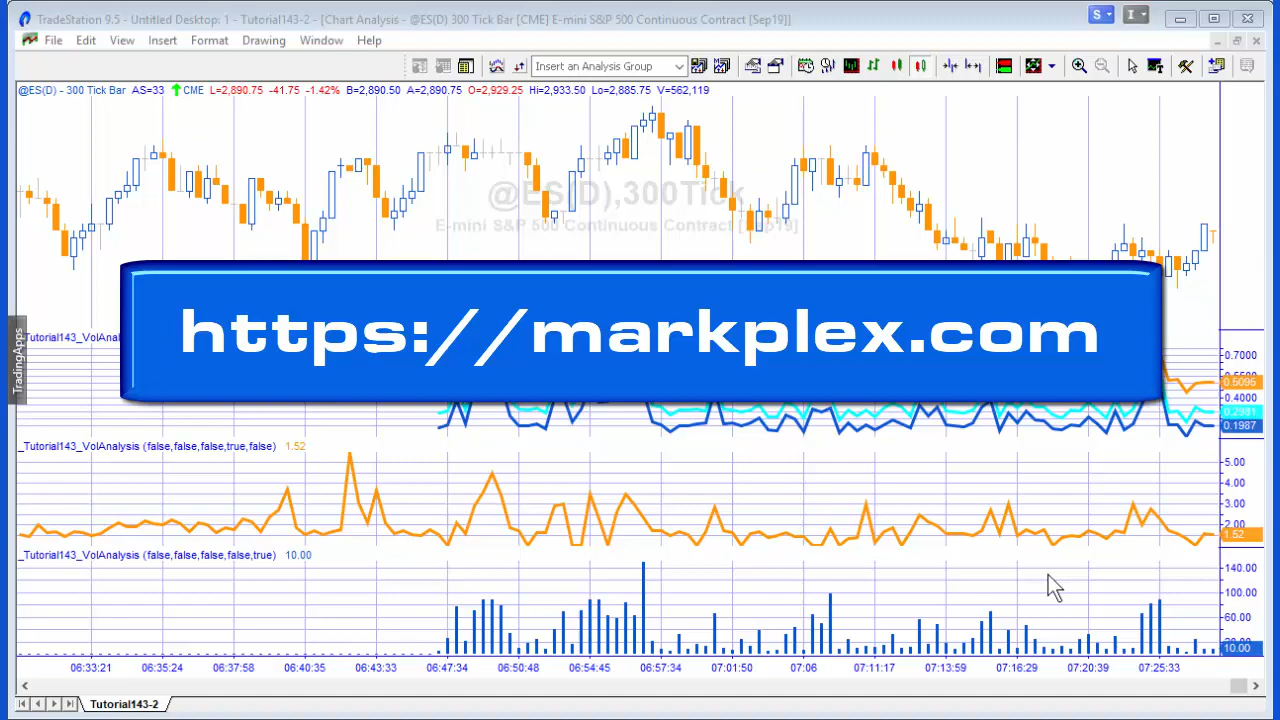 TradeStation 9.5 - Untitled Desktop: 1 - Tutorial143-2 - [Chart Analysis - @ES(D) 300 Tick Bar [CME] E-mini S&P 500 Continuous Contract [Sep19]]
S
I
File Edit View Insert Format Drawing Window Help
Insert an Analysis Group
@ES(D) - 300 Tick Bar AS=33 CME L=2,890.75 -41.75 -1.42% B=2,890.50 A=2,890.75 O=2,929.25 Hi=2,933.50 Lo=2,885.75 V=562,119
@ES(D),300Tick
E-mini S&P 500 Continuous Contract [Sep19]
https://markplex.com
TradingApps
_Tutorial143_VolAnal
0.7000
0.5095
0.4000
0.2981
0.1987
_Tutorial143_VolAnalysis (false,false,false,true,false) 1.52
5.00
4.00
3.00
2.00
1.52
_Tutorial143_VolAnalysis (false,false,false,false,true) 10.00
140.00
100.00
60.00
10.00
06:33:21 06:35:24 06:37:58 06:40:35 06:43:33 06:47:34 06:50:48 06:54:45 06:57:34 07:01:50 07:06 07:11:17 07:13:59 07:16:29 07:20:39 07:25:33
Tutorial143-2